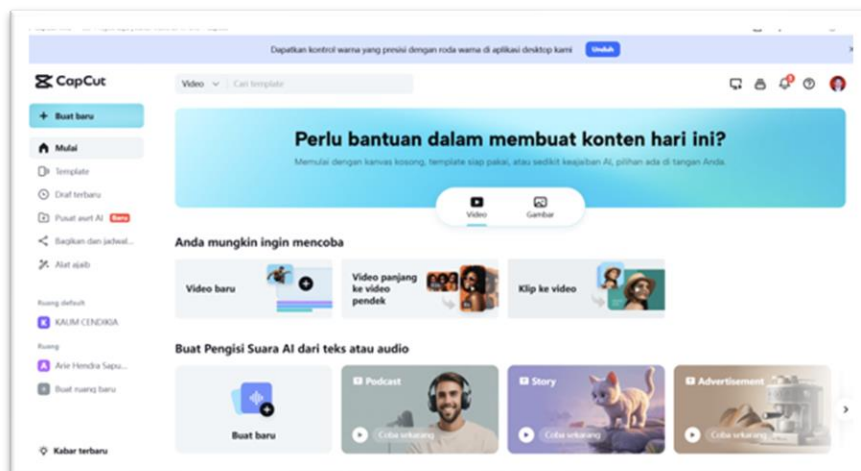 Dapatkan kontrol warna yang presisi dengan roda warna di aplikasi desktop kami
Unduh
CapCut
Video
Cari template
Buat baru
Mulai
Template
Draf terbaru
Pusat aset AI
Baru
Bagikan dan jadwal...
Alat ajaib
Ruang default
K
KAUM CENDIKIA
Ruang
A
Arie Hendra Sapu...
Buat ruang baru
Kabar terbaru
Perlu bantuan dalam membuat konten hari ini?
Memulai dengan kanvas kosong, template siap pakai, atau sedikit keajaiban AI, pilihan ada di tangan Anda.
Video
Gambar
Anda mungkin ingin mencoba
Video baru
Video panjang
ke video
pendek
Klip ke video
Buat Pengisi Suara AI dari teks atau audio
Buat baru
Podcast
Coba sekarang
Story
Coba sekarang
Advertisement
Coba sekarang